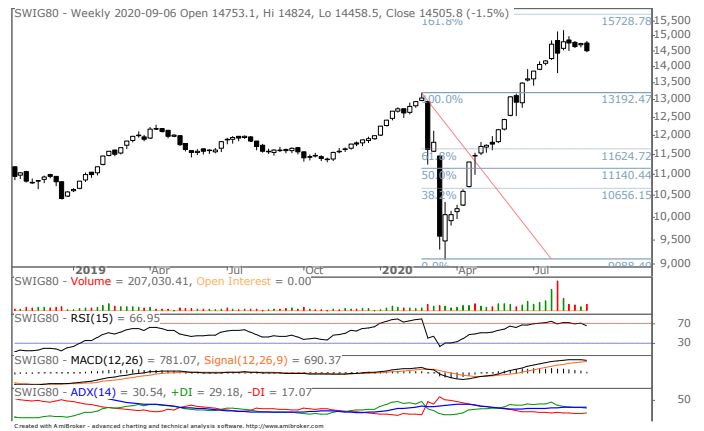 SWIG80 - Weekly 2020-09-06 Open 14753.1, Hi 14824, Lo 14458.5, Close 14505.8 (-1.5%)
161.8% 15728.78 15,500
15,000
14,500
14,000
13,500
100.0% 13192.47 13,000
12,500
12,000
61.8% 11624.72 11,500
50.0% 11140.44 11,000
38.2% 10656.15 10,500
10,000
9,500
0.0% 9088.40 9,000
2019 Apr Jul Oct 2020 Apr Jul
SWIG80 - Volume = 207,030.41, Open Interest = 0.00
SWIG80 - RSI(15) = 66.95
70
30
SWIG80 - MACD(12,26) = 781.07, Signal(12,26,9) = 690.37
SWIG80 - ADX(14) = 30.54, +DI = 29.18, -DI = 17.07
50
Created with AmiBroker - advanced charting and technical analysis software. http://www.amibroker.com